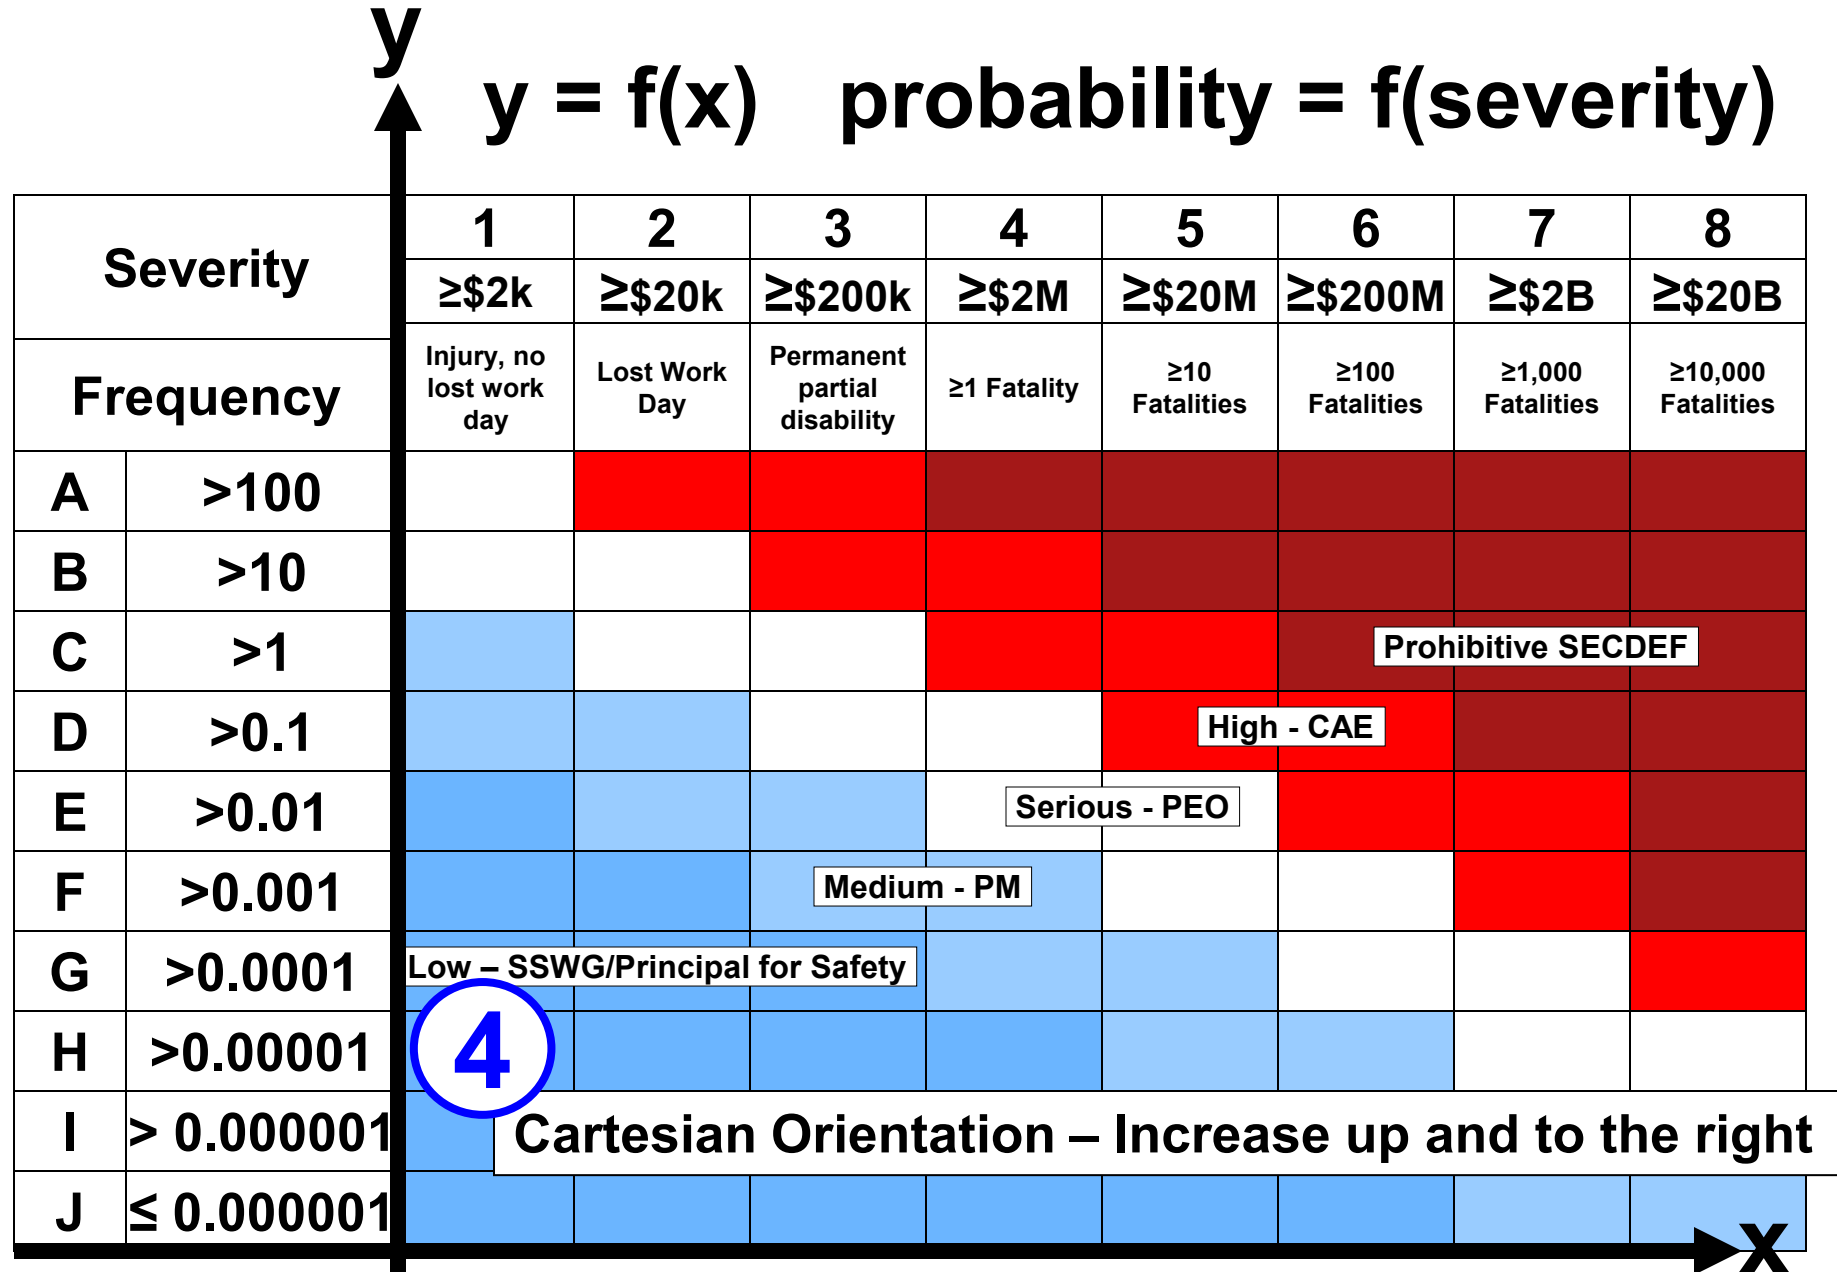 y
y = f(x) probability = f(severity)
Severity
1 2 3 4 5 6 7 8
≥$2k ≥$20k ≥$200k ≥$2M ≥$20M ≥$200M ≥$2B ≥$20B
Frequency
Injury, no
lost work
day
Lost Work
Day
Permanent
partial
disability
≥1 Fatality
≥10
Fatalities
≥100
Fatalities
≥1,000
Fatalities
≥10,000
Fatalities
A >100
B >10
C >1
Prohibitive SECDEF
D >0.1
High - CAE
E >0.01
Serious - PEO
F >0.001
Medium - PM
G >0.0001
Low – SSWG/Principal for Safety
H >0.00001
4
I > 0.000001
Cartesian Orientation – Increase up and to the right
J ≤ 0.000001
x